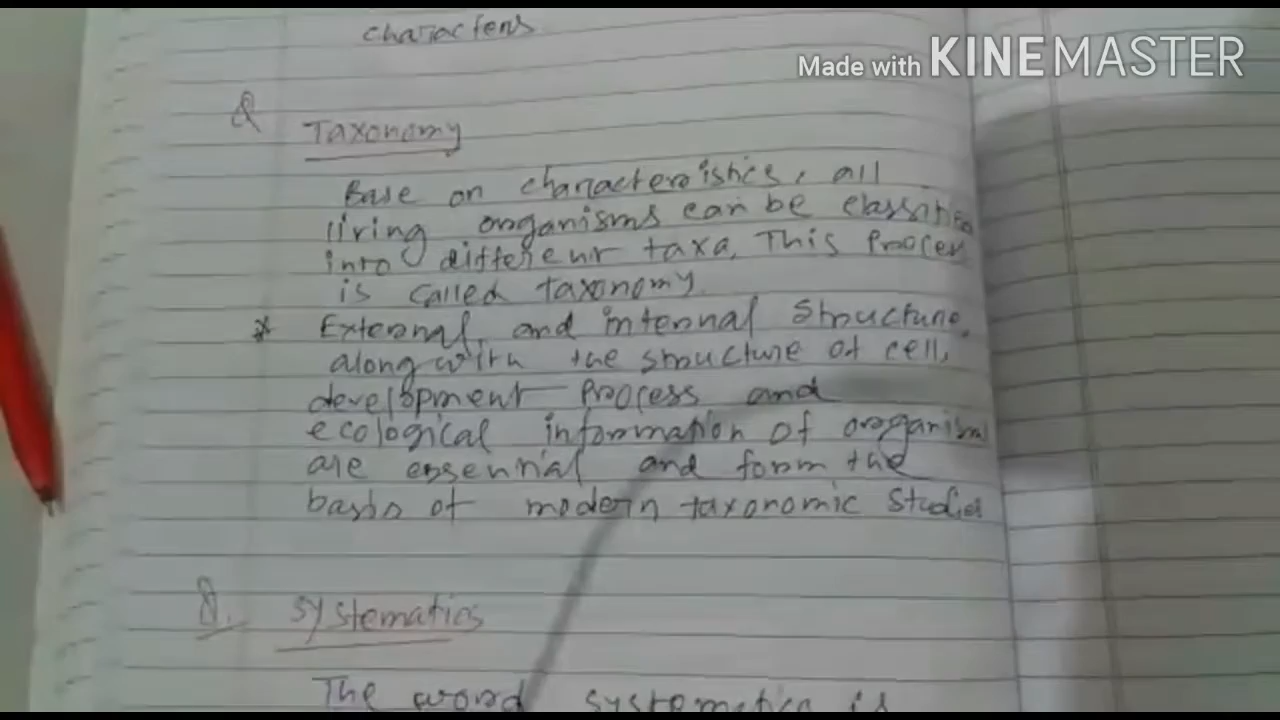 characters
Made with KINEMASTER
Q Taxonomy
Base on characteristics, all
living organisms can be classified
into different taxa. This Process
is called taxonomy.
* External, and internal structure,
along with the structure of cell,
development Process and
ecological information of organism
are essential and form the
basis of modern taxonomic studies
Q. Systematics
The word systematics is